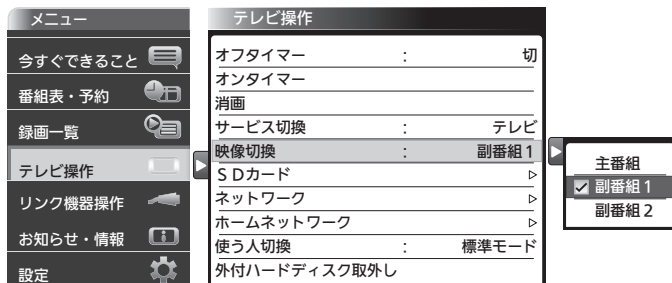 メニュー
今すぐできること
番組表・予約
録画一覧
テレビ操作
リンク機器操作
お知らせ・情報
設定
テレビ操作
オフタイマー : 切
オンタイマー
消画
サービス切換 : テレビ
映像切換 : 副番組1
SDカード
ネットワーク
ホームネットワーク
使う人切換 : 標準モード
外付ハードディスク取外し
主番組
副番組1
副番組2